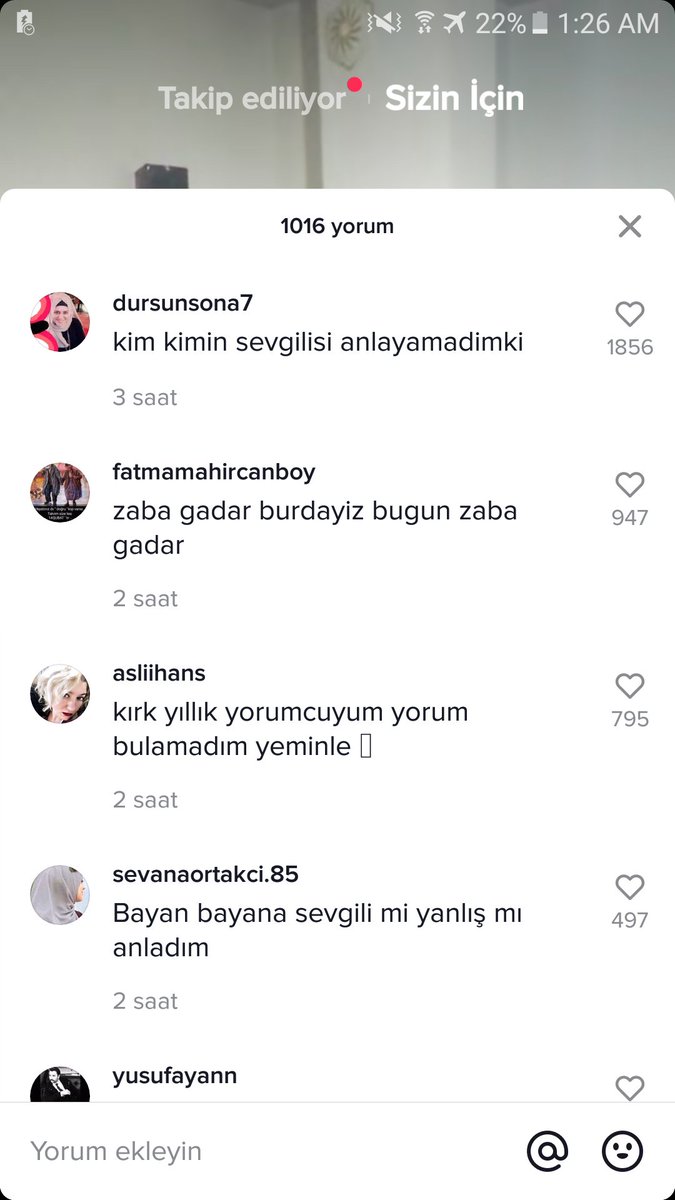 22% 1:26 AM
Takip ediliyor Sizin İçin
1016 yorum
dursunsona7
kim kimin sevgilisi anlayamadimki
1856
3 saat
fatmamahircanboy
zaba gadar burdayiz bugun zaba
gadar
947
2 saat
asliihans
kırk yıllık yorumcuyum yorum
bulamadım yeminle
795
2 saat
sevanaortakci.85
Bayan bayana sevgili mi yanlış mı
anladım
497
2 saat
yusufayann
Yorum ekleyin